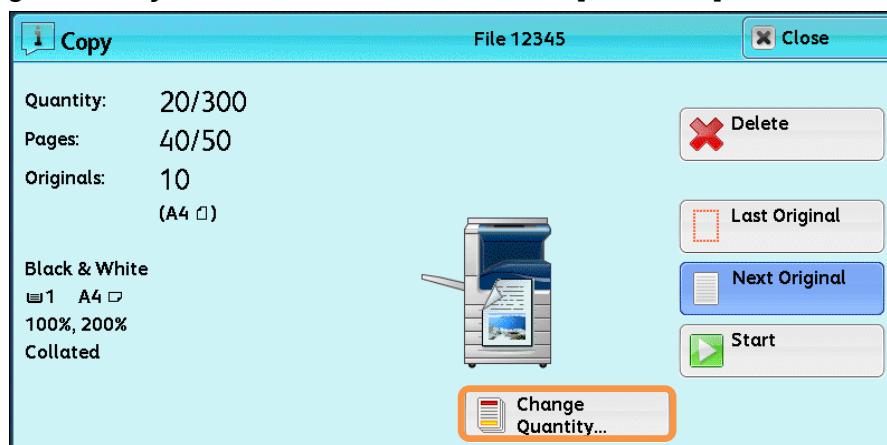 Copy
File 12345
Close
Quantity: 20/300
Pages: 40/50
Originals: 10
(A4)
Black & White
1 A4
100%, 200%
Collated
Delete
Last Original
Next Original
Start
Change
Quantity...